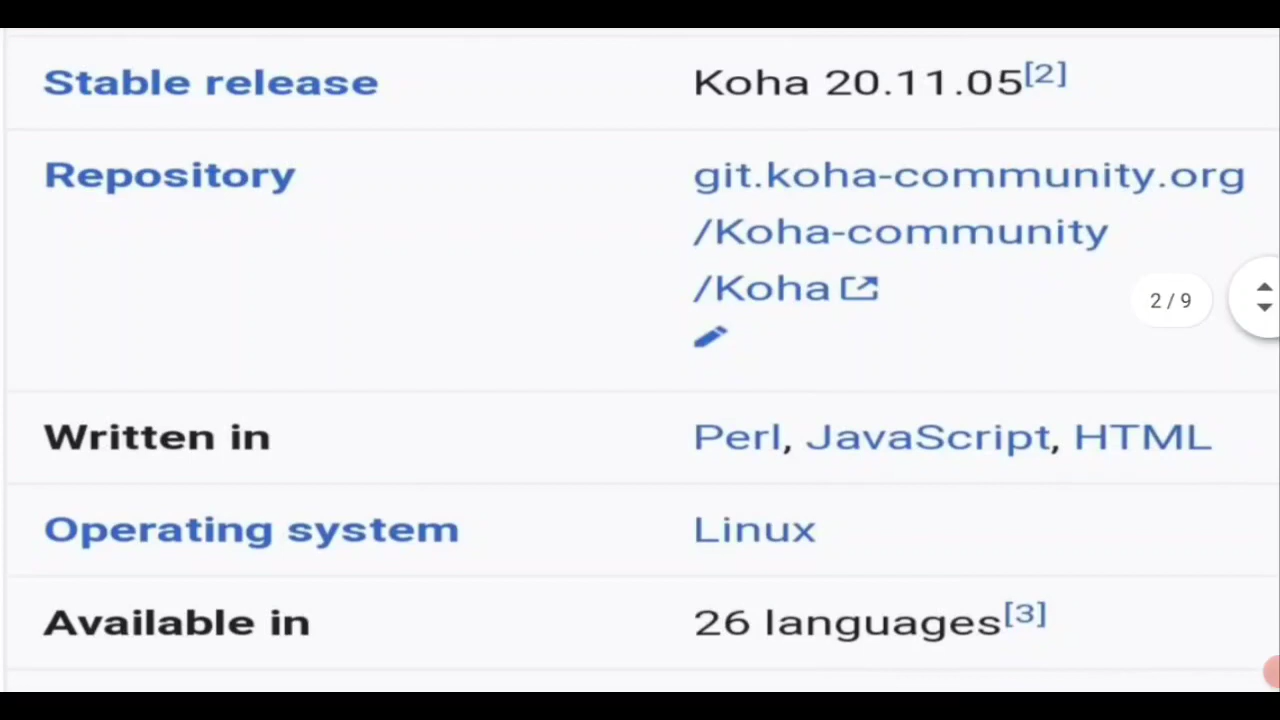 Stable release Koha 20.11.05[2]
Repository git.koha-community.org
/Koha-community
/Koha
2 / 9
Written in Perl, JavaScript, HTML
Operating system Linux
Available in 26 languages[3]